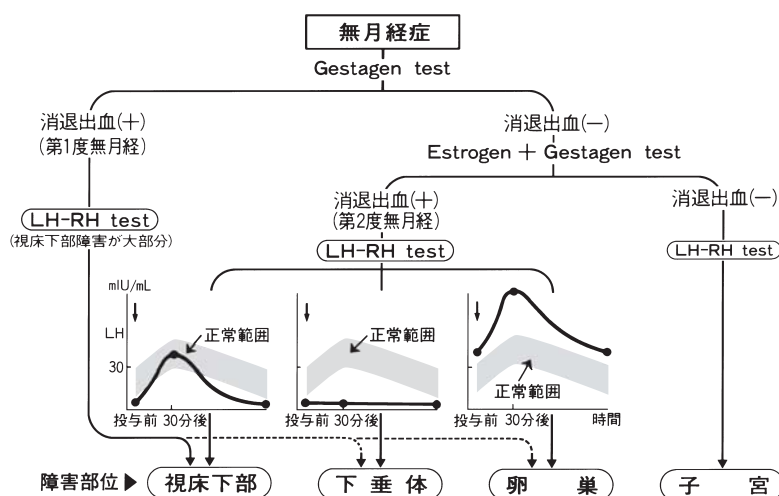 無月経症
Gestagen test
消退出血(+)
(第1度無月経)
消退出血(−)
Estrogen + Gestagen test
消退出血(+)
(第2度無月経)
消退出血(−)
LH-RH test
(視床下部障害が大部分)
LH-RH test
LH-RH test
mIU/mL
LH
30
正常範囲
正常範囲
正常範囲
投与前 30分後
投与前 30分後
投与前 30分後 時間
障害部位▶ 視床下部 下垂体 卵巣 子宮